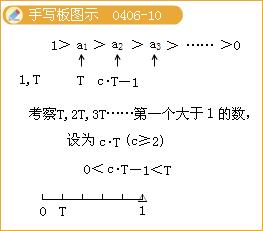 手写板图示 0406-10
1＞a₁＞a₂＞a₃＞……＞0
↑ ↑ ↑
1,T T c·T－1
考察T,2T,3T……第一个大于1的数，
设为c·T(c≥2)
0＜c·T－1＜T
0 T 1